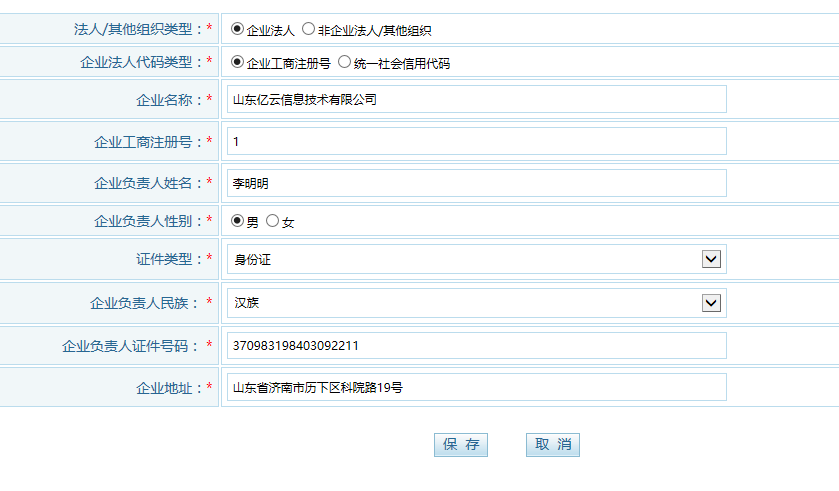 法人/其他组织类型：* 企业法人 非企业法人/其他组织
企业法人代码类型：* 企业工商注册号 统一社会信用代码
企业名称：* 山东亿云信息技术有限公司
企业工商注册号：* 1
企业负责人姓名：* 李明明
企业负责人性别：* 男 女
证件类型：* 身份证
企业负责人民族：* 汉族
企业负责人证件号码：* 370983198403092211
企业地址：* 山东省济南市历下区科院路19号
保 存 取 消